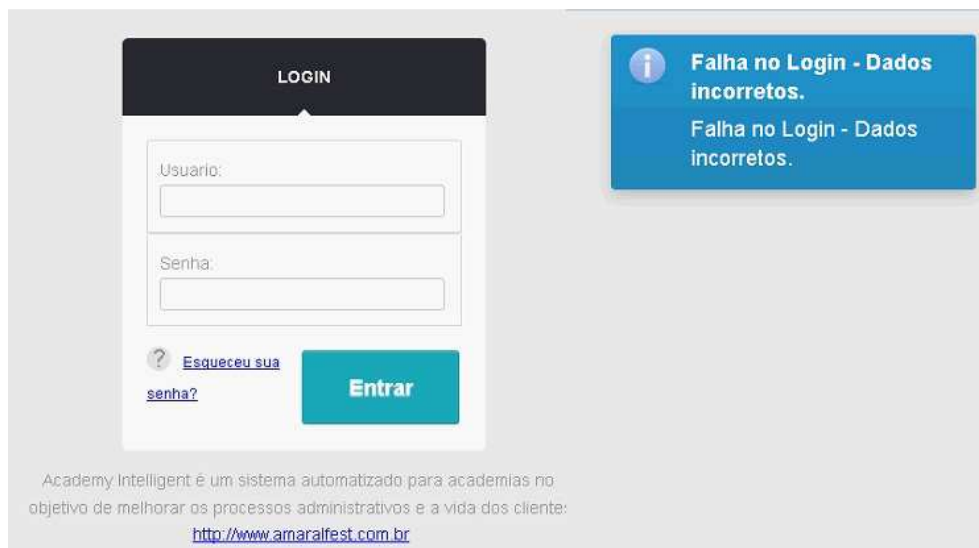 LOGIN
Usuario:
Senha:
? Esqueceu sua
senha?
Entrar
Academy Intelligent é um sistema automatizado para academias no
objetivo de melhorar os processos administrativos e a vida dos cliente
http://www.amaralfest.com.br
i
Falha no Login - Dados
incorretos.
Falha no Login - Dados
incorretos.